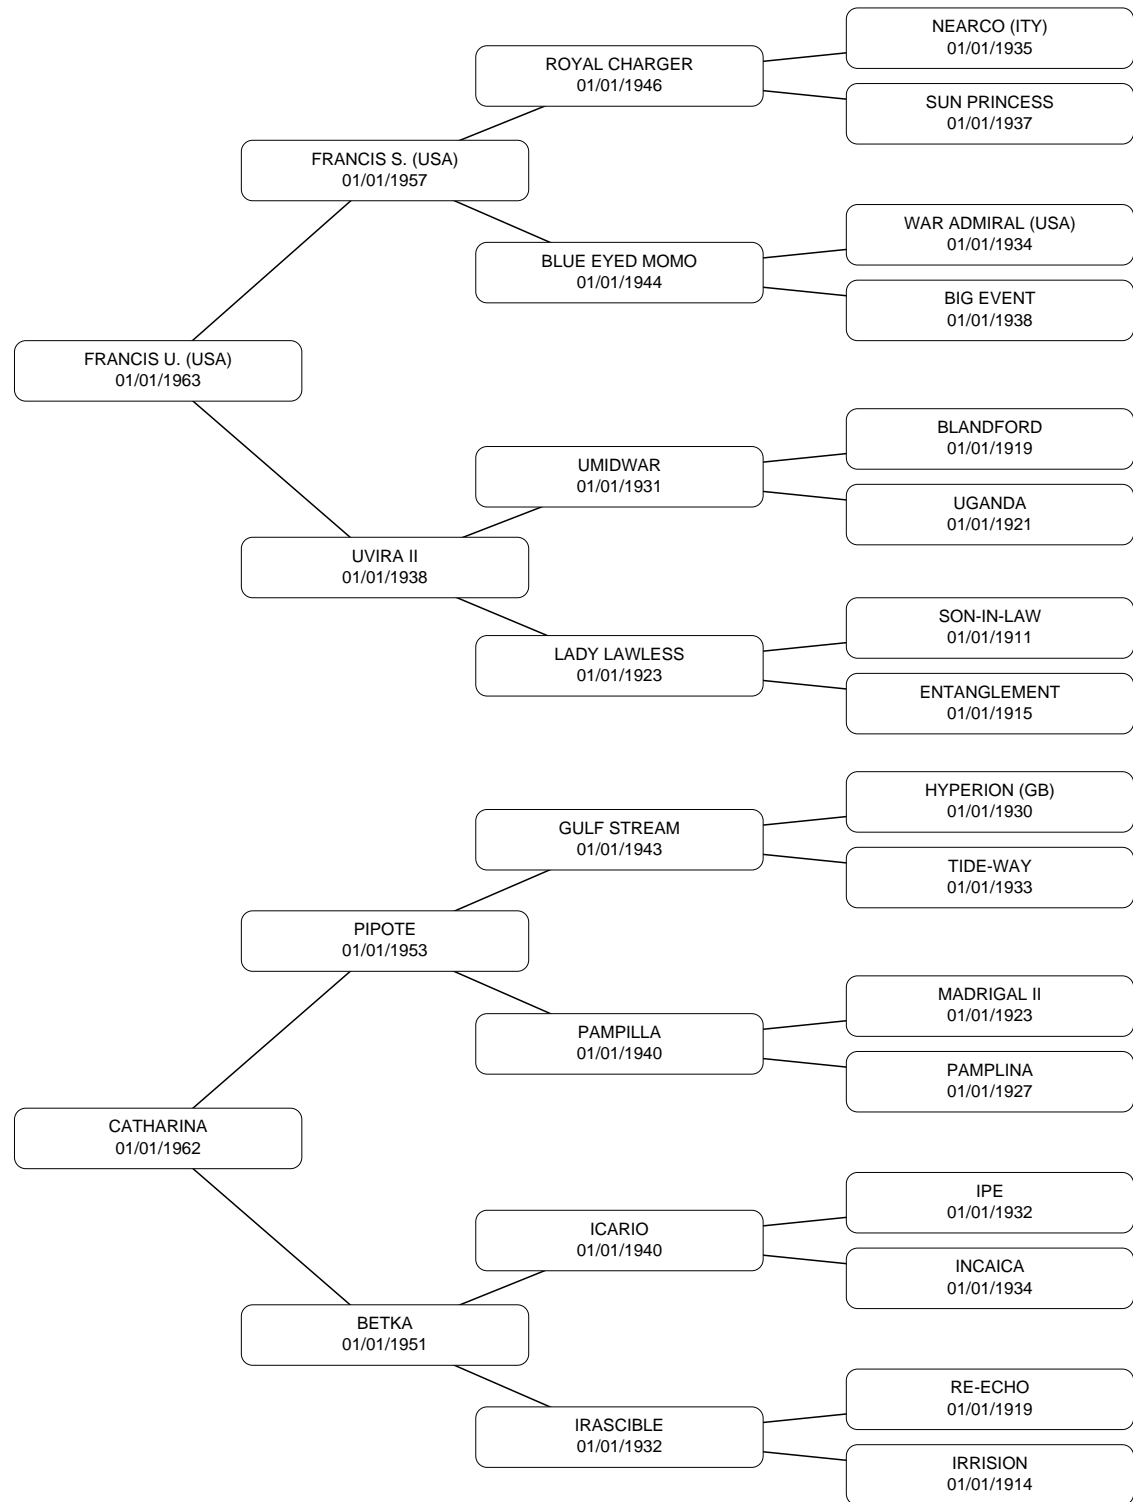 NEARCO (ITY)
01/01/1935
ROYAL CHARGER
01/01/1946
SUN PRINCESS
01/01/1937
FRANCIS S. (USA)
01/01/1957
WAR ADMIRAL (USA)
01/01/1934
BLUE EYED MOMO
01/01/1944
BIG EVENT
01/01/1938
FRANCIS U. (USA)
01/01/1963
BLANDFORD
01/01/1919
UMIDWAR
01/01/1931
UGANDA
01/01/1921
UVIRA II
01/01/1938
SON-IN-LAW
01/01/1911
LADY LAWLESS
01/01/1923
ENTANGLEMENT
01/01/1915
HYPERION (GB)
01/01/1930
GULF STREAM
01/01/1943
TIDE-WAY
01/01/1933
PIPOTE
01/01/1953
MADRIGAL II
01/01/1923
PAMPILLA
01/01/1940
PAMPLINA
01/01/1927
CATHARINA
01/01/1962
IPE
01/01/1932
ICARIO
01/01/1940
INCAICA
01/01/1934
BETKA
01/01/1951
RE-ECHO
01/01/1919
IRASCIBLE
01/01/1932
IRRISION
01/01/1914